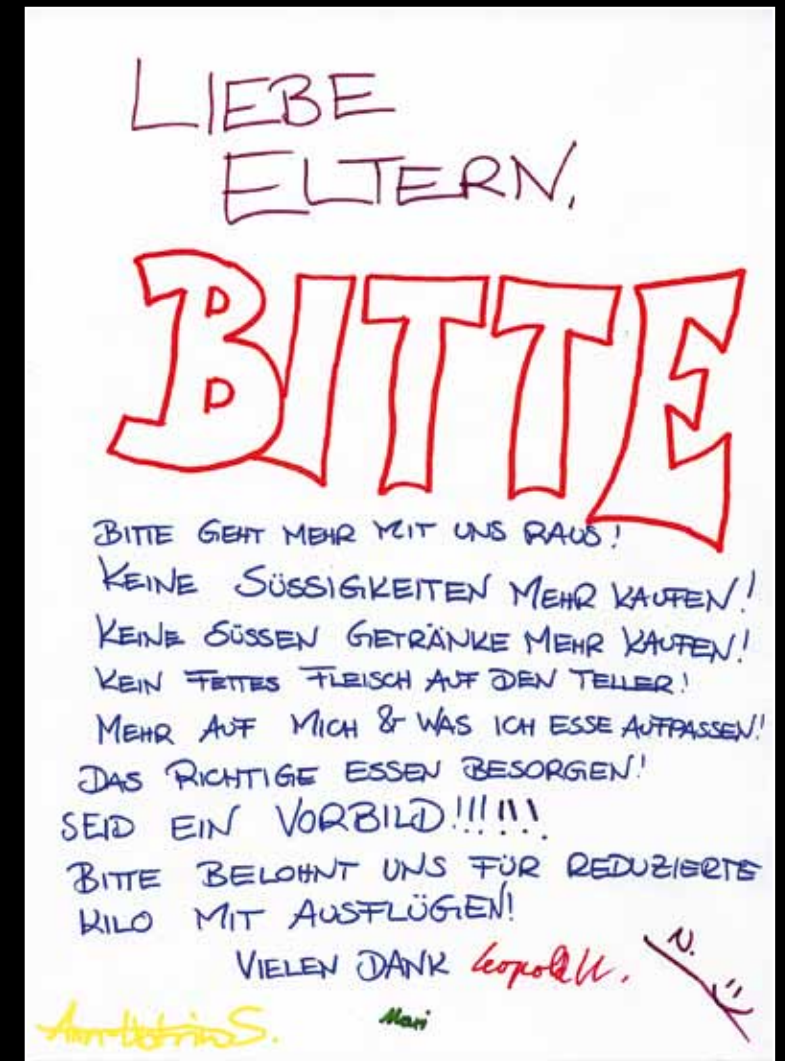 LIEBE
ELTERN,
BITTE
BITTE GEHT MEHR MIT UNS RAUS!
KEINE SÜSSIGKEITEN MEHR KAUFEN!
KEINE SÜSSEN GETRÄNKE MEHR KAUFEN!
KEIN FETTES FLEISCH AUF DEN TELLER!
MEHR AUF MICH & WAS ICH ESSE AUFPASSEN!
DAS RICHTIGE ESSEN BESORGEN!
SEID EIN VORBILD!!!!!!
BITTE BELOHNT UNS FÜR REDUZIERTE
KILO MIT AUSFLÜGEN!
VIELEN DANK Leopold W. N.
S.
Mari